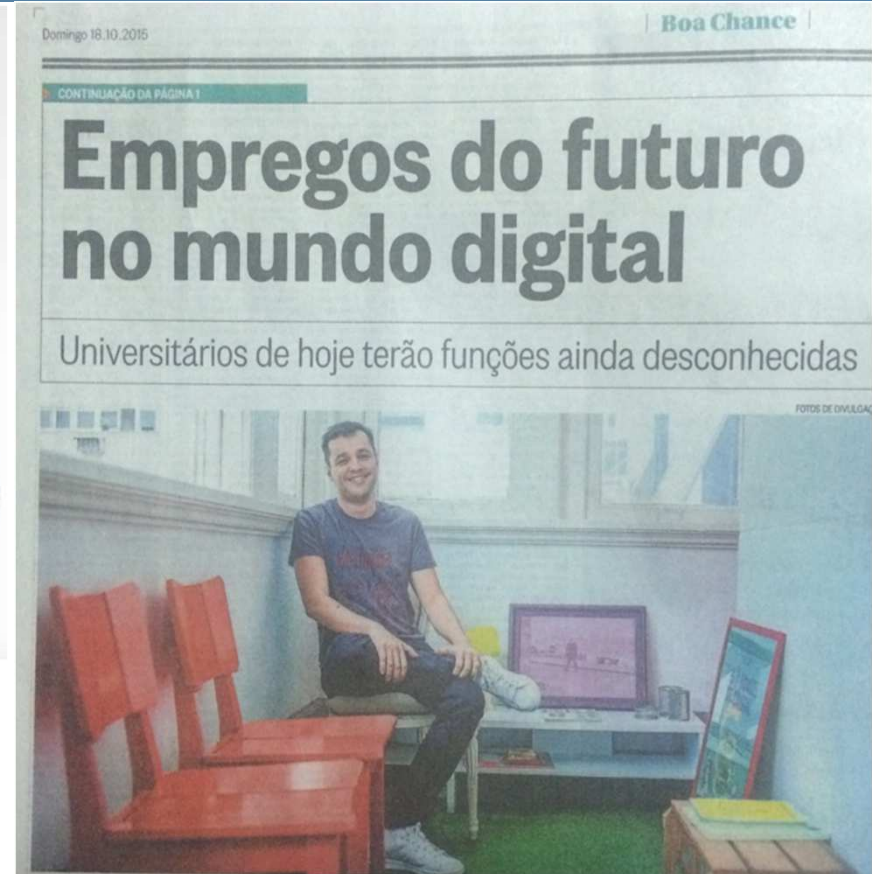 Domingo 18.10.2015
Boa Chance
CONTINUAÇÃO DA PÁGINA 1
Empregos do futuro
no mundo digital
Universitários de hoje terão funções ainda desconhecidas
FOTOS DE